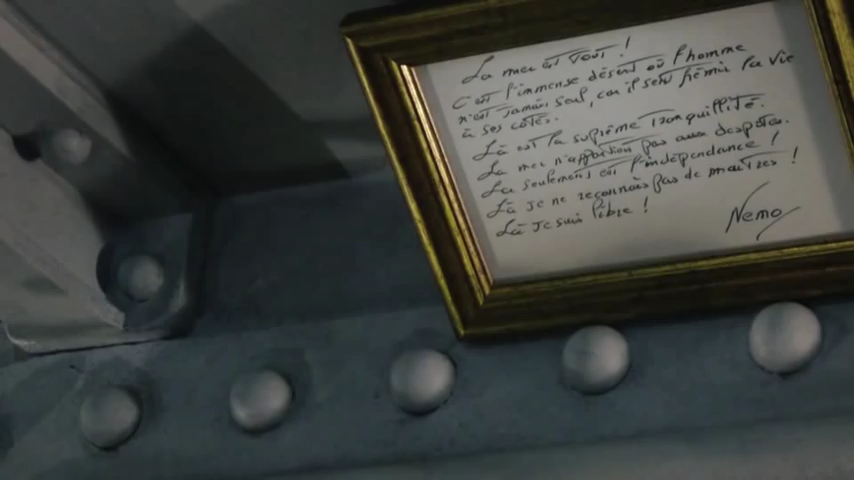 La mer est tout !
C'est l'immense désert où l'homme
n'est jamais seul, car il sent frémir la vie
à ses côtés.
Là est la suprême tranquillité.
La mer n'appartient pas aux despotes.
Là seulement est l'indépendance !
Là je ne reconnais pas de maîtres !
Là je suis libre !
Nemo